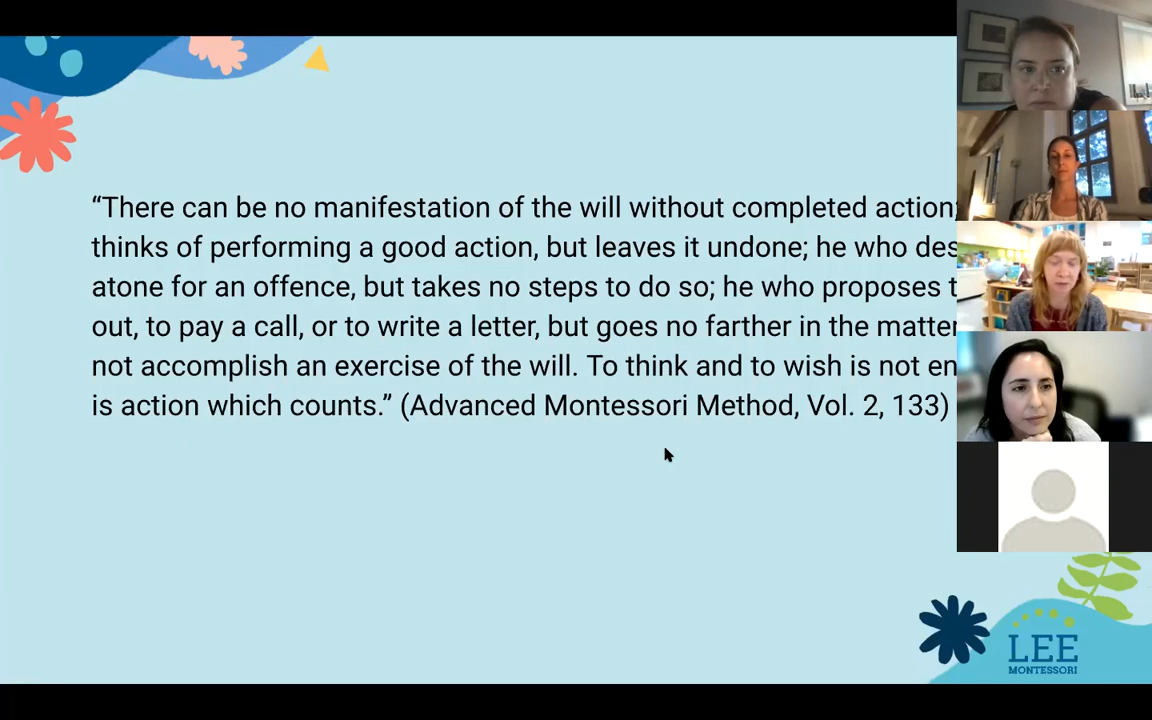 “There can be no manifestation of the will without completed action;
thinks of performing a good action, but leaves it undone; he who
atone for an offence, but takes no steps to do so; he who proposes
out, to pay a call, or to write a letter, but goes no farther in the matter
not accomplish an exercise of the will. To think and to wish is not
is action which counts.” (Advanced Montessori Method, Vol. 2, 133)
LEE
MONTESSORI